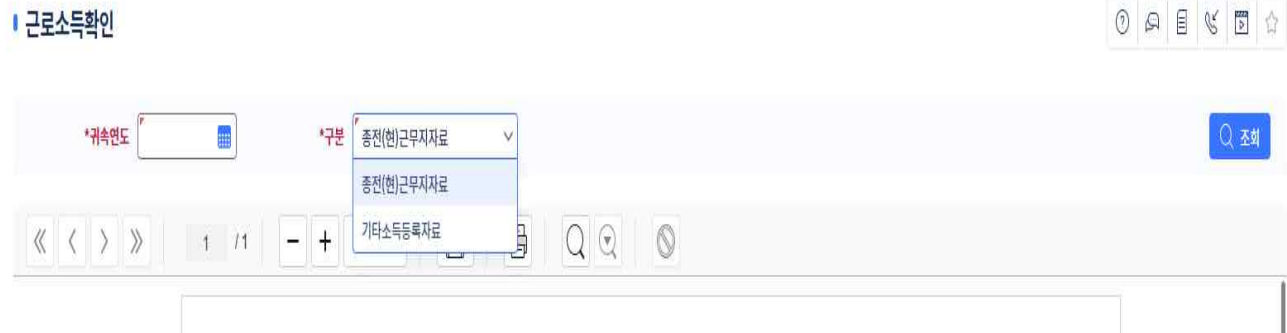 근로소득확인
*귀속연도
*구분 종전(현)근무지자료
조회
종전(현)근무지자료
기타소득등록자료
1 /1